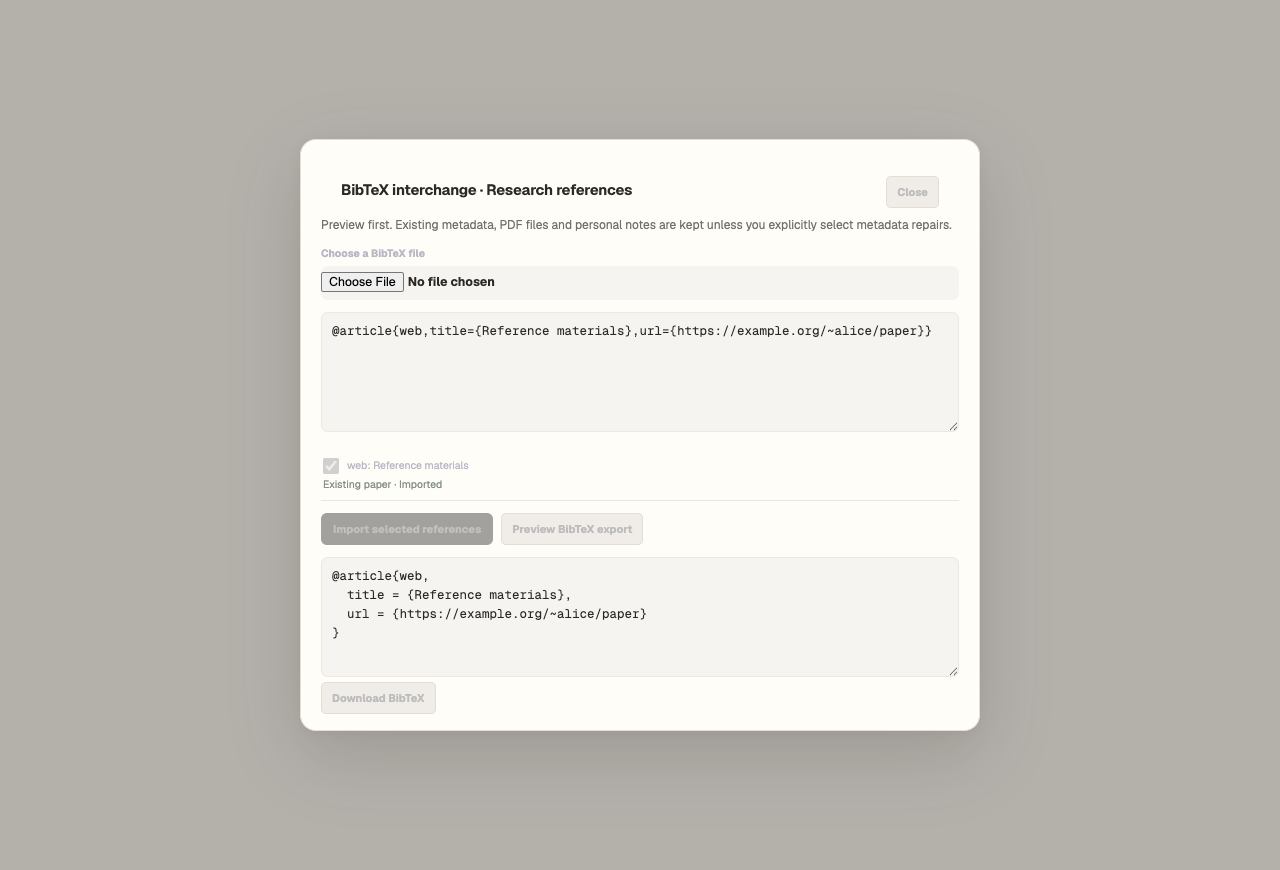 BibTeX interchange · Research references
Close
Preview first. Existing metadata, PDF files and personal notes are kept unless you explicitly select metadata repairs.
Choose a BibTeX file
Choose File No file chosen
@article{web,title={Reference materials},url={https://example.org/~alice/paper}}
web: Reference materials
Existing paper · Imported
Import selected references
Preview BibTeX export
@article{web,
  title = {Reference materials},
  url = {https://example.org/~alice/paper}
}
Download BibTeX